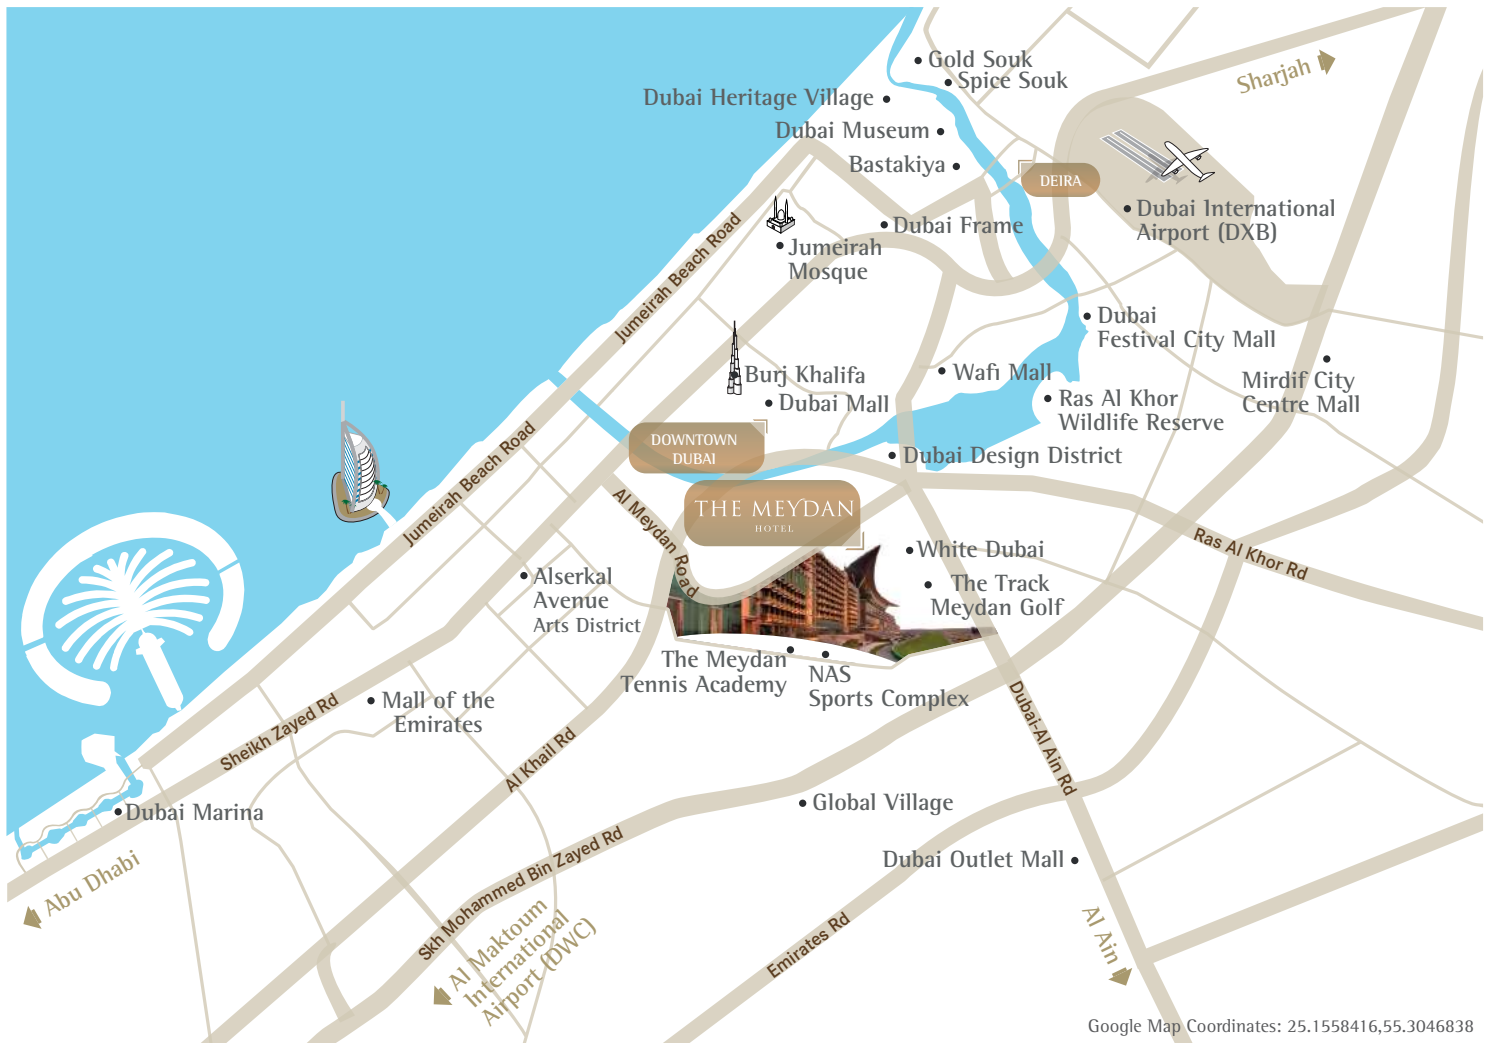 Gold Souk
Spice Souk
Sharjah
Dubai Heritage Village
Dubai Museum
Bastakiya
DEIRA
Dubai International
Airport (DXB)
Dubai Frame
Jumeirah
Mosque
Jumeirah Beach Road
Dubai
Festival City Mall
Burj Khalifa
Dubai Mall
Wafi Mall
Mirdif City
Centre Mall
Ras Al Khor
Wildlife Reserve
DOWNTOWN
DUBAI
Dubai Design District
Jumeirah Beach Road
Al Meydan Road
THE MEYDAN
HOTEL
White Dubai
Ras Al Khor Rd
The Track
Meydan Golf
Alserkal
Avenue
Arts District
The Meydan
Tennis Academy
NAS
Sports Complex
Mall of the
Emirates
Sheikh Zayed Rd
Al Khail Rd
Dubai-Al Ain Rd
Dubai Marina
Global Village
Skh Mohammed Bin Zayed Rd
Dubai Outlet Mall
Abu Dhabi
Al Maktoum
International
Airport (DWC)
Emirates Rd
Al Ain
Google Map Coordinates: 25.1558416,55.3046838